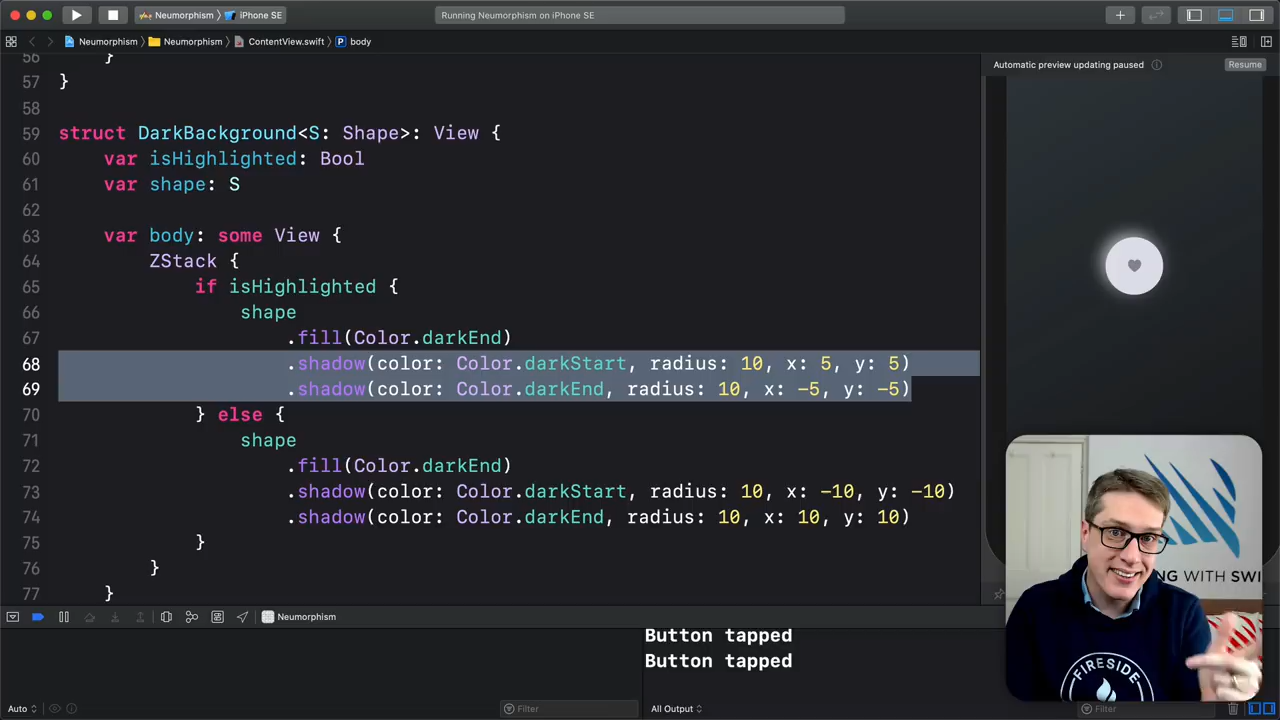 Neumorphism
iPhone SE
Running Neumorphism on iPhone SE
Neumorphism
Neumorphism
ContentView.swift
P
body
56
}
57
}
58
59
struct DarkBackground<S: Shape>: View {
60
var isHighlighted: Bool
61
var shape: S
62
63
var body: some View {
64
ZStack {
65
if isHighlighted {
66
shape
67
.fill(Color.darkEnd)
68
.shadow(color: Color.darkStart, radius: 10, x: 5, y: 5)
69
.shadow(color: Color.darkEnd, radius: 10, x: -5, y: -5)
70
} else {
71
shape
72
.fill(Color.darkEnd)
73
.shadow(color: Color.darkStart, radius: 10, x: -10, y: -10)
74
.shadow(color: Color.darkEnd, radius: 10, x: 10, y: 10)
75
}
76
}
77
}
Automatic preview updating paused
Resume
NG WITH SWI
FIRESIDE
Neumorphism
Button tapped
Button tapped
Auto
Filter
All Output
Filter